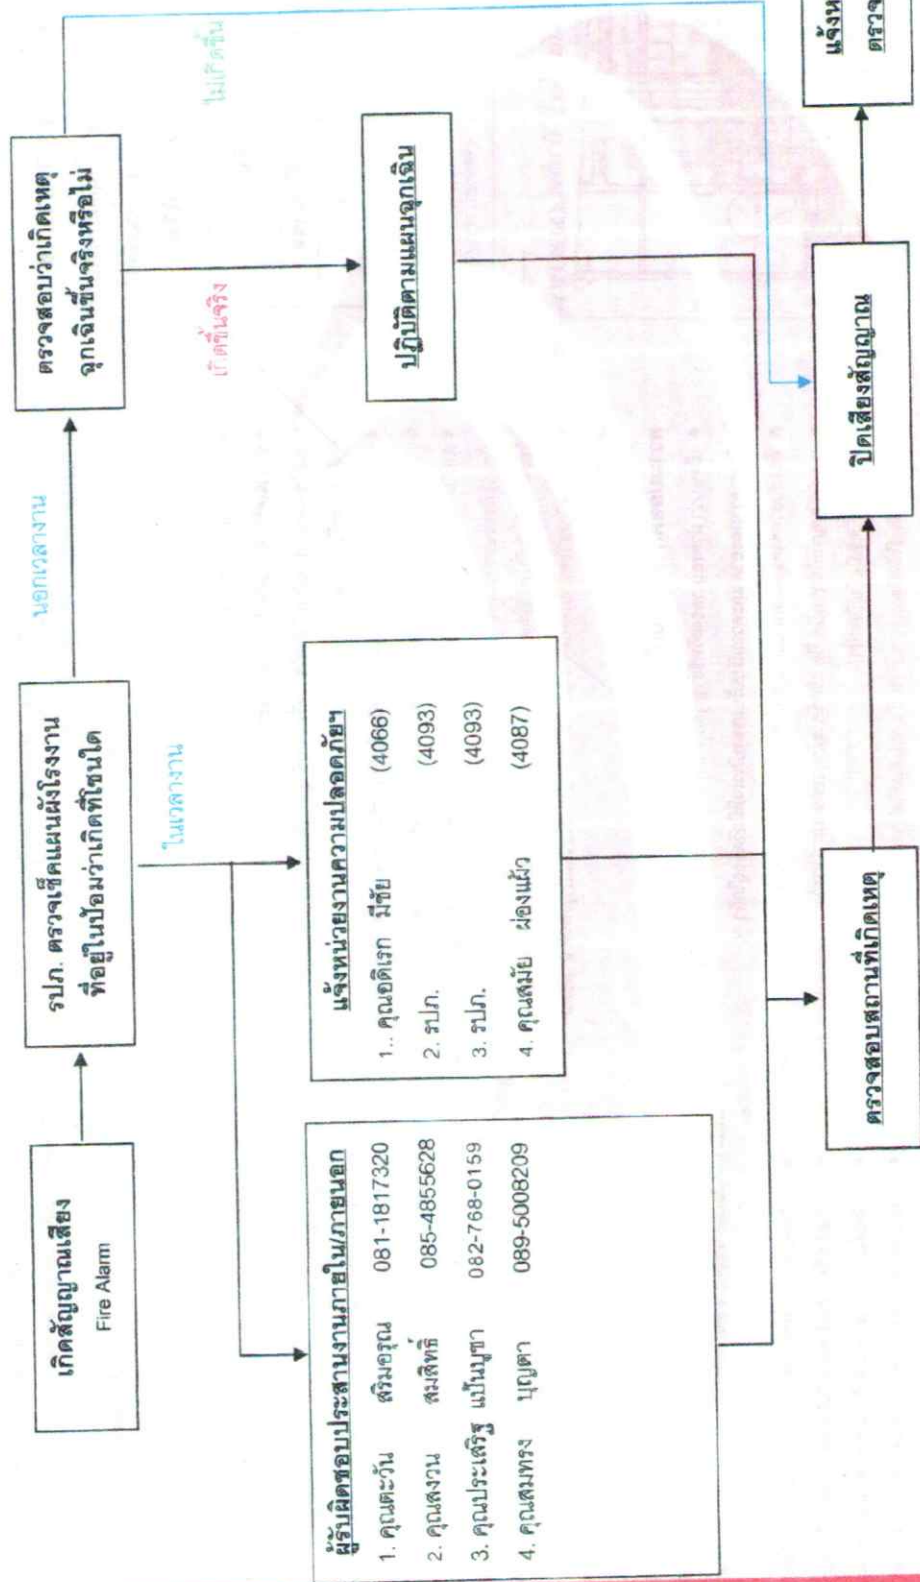 เกิดสัญญาณเสียง
Fire Alarm
รปภ. ตรวจเช็คแผนผังโรงงาน
ที่อยู่ในป้อมว่าเกิดที่โซนใด
นอกเวลางาน
ตรวจสอบว่าเกิดเหตุ
ฉุกเฉินขึ้นจริงหรือไม่
ไม่เกิดขึ้น
ในเวลางาน
เกิดขึ้นจริง
ผู้รับผิดชอบประสานงานภายใน/ภายนอก
1. คุณตะวัน สริมอรุณ 081-1817320
2. คุณสงวน สมสิทธิ์ 085-4855628
3. คุณประเสริฐ แป้นบูชา 082-768-0159
4. คุณสมทรง บุญตา 089-5008209
แจ้งหน่วยงานความปลอดภัยฯ
1.. คุณอดิเรก มีชัย (4066)
2. รปภ. (4093)
3. รปภ. (4093)
4. คุณสมัย ผ่องแผ้ว (4087)
ปฏิบัติตามแผนฉุกเฉิน
ตรวจสอบสถานที่เกิดเหตุ
ปิดเสียงสัญญาณ
แจ้งห
ตรวจ